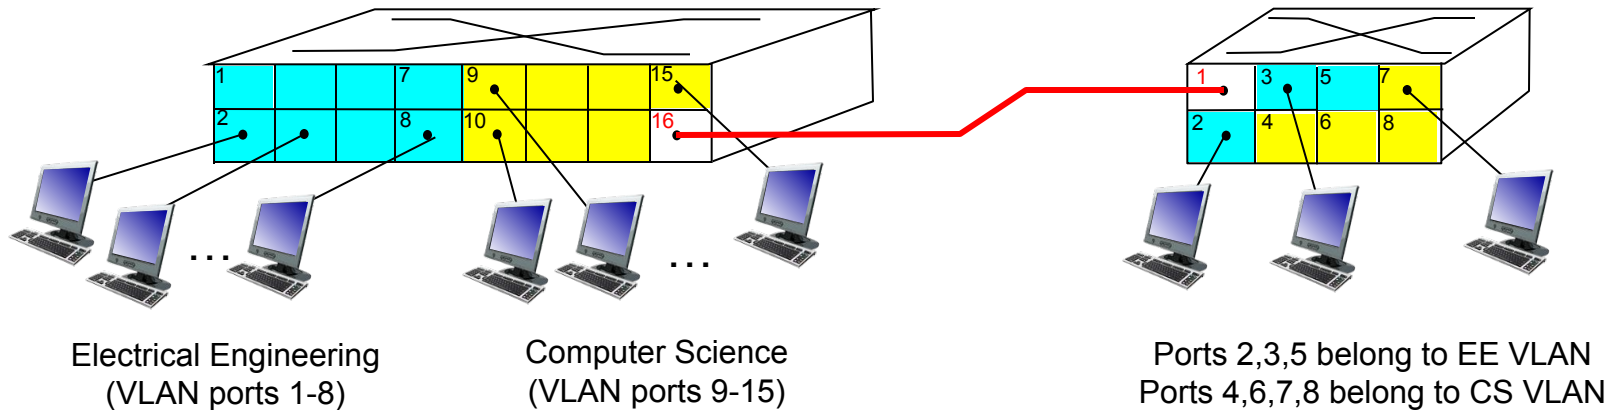 1 7 9 15
2 8 10 16
1 3 5 7
2 4 6 8
... ...
Electrical Engineering
(VLAN ports 1-8)
Computer Science
(VLAN ports 9-15)
Ports 2,3,5 belong to EE VLAN
Ports 4,6,7,8 belong to CS VLAN